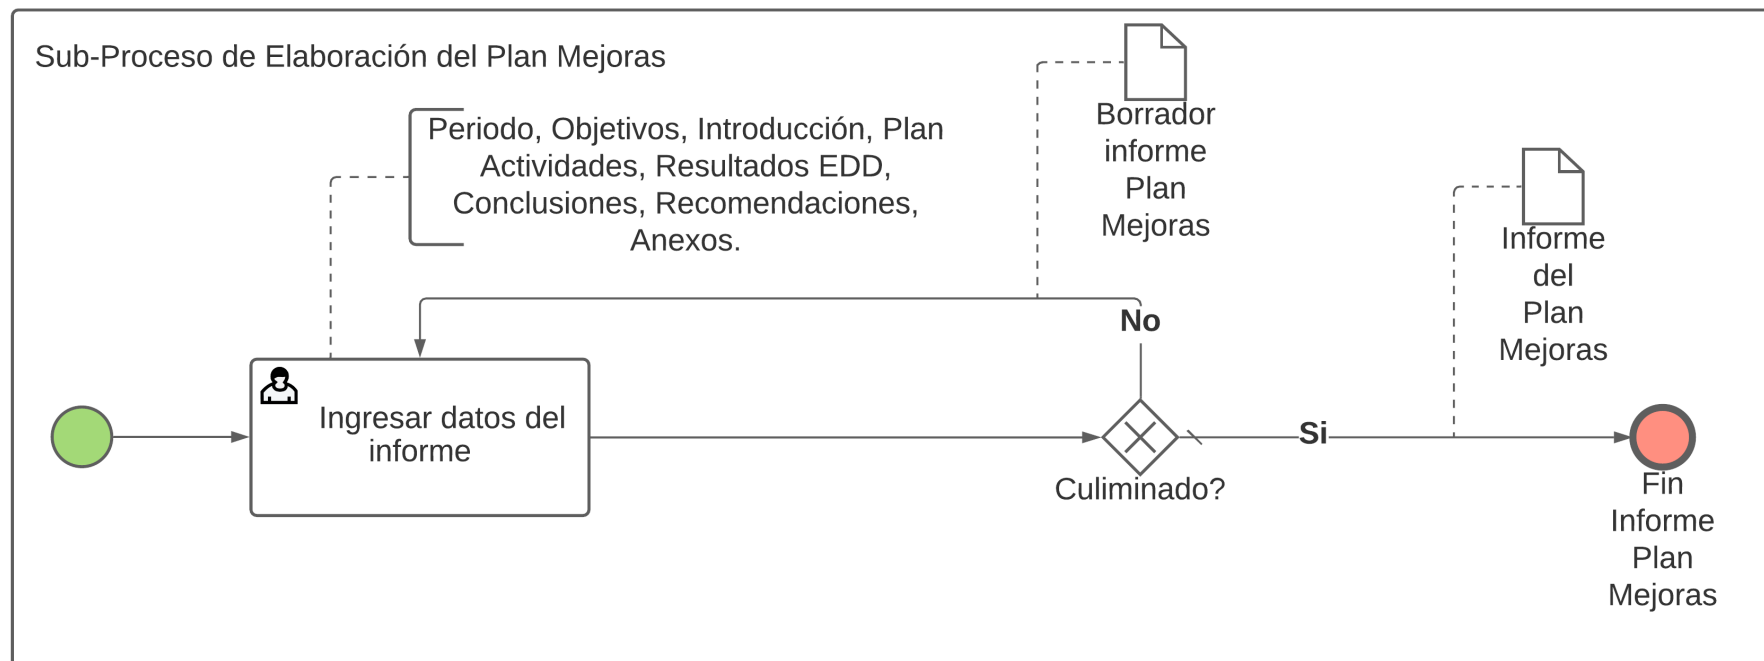 Sub-Proceso de Elaboración del Plan Mejoras
Periodo, Objetivos, Introducción, Plan
Actividades, Resultados EDD,
Conclusiones, Recomendaciones,
Anexos.
Borrador
informe
Plan
Mejoras
Informe
del
Plan
Mejoras
No
Ingresar datos del
informe
Si
Culiminado?
Fin
Informe
Plan
Mejoras